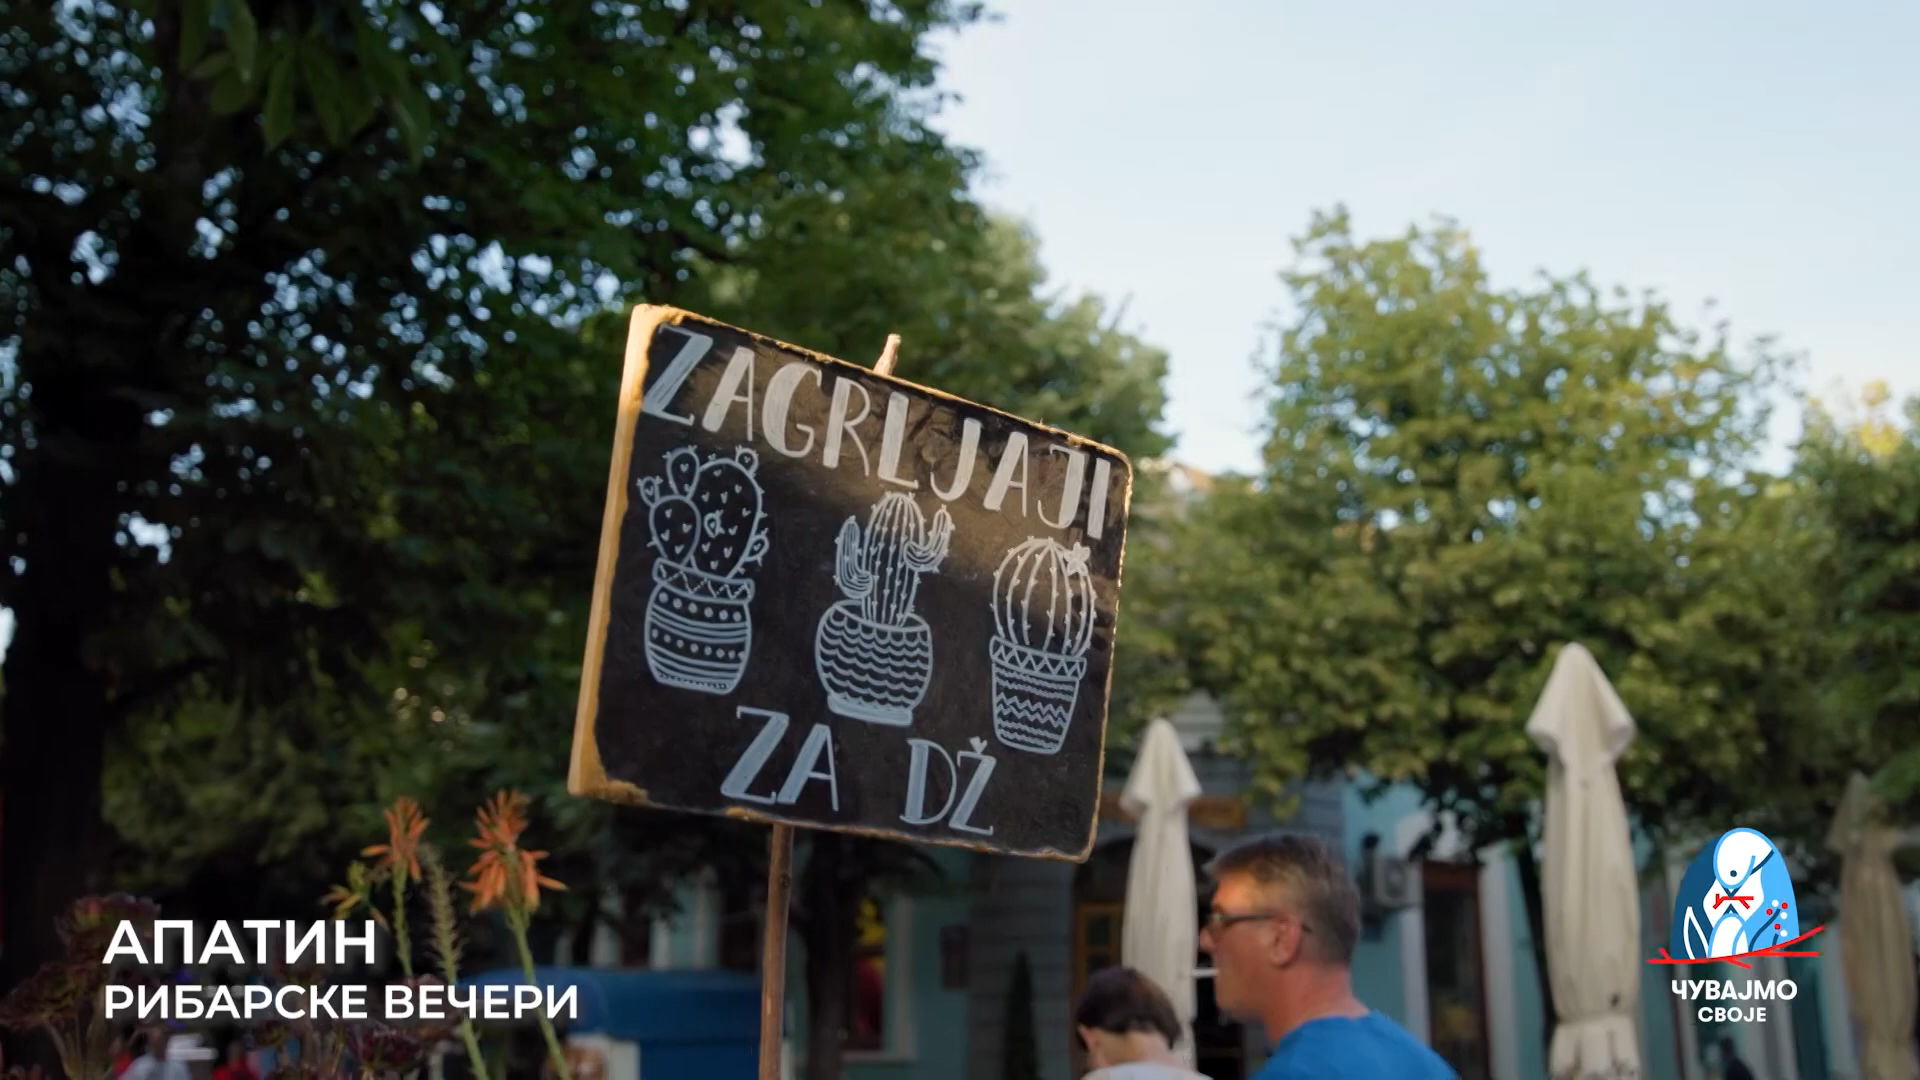 ZAGRLJAJI
ZA DŽ
АПАТИН
РИБАРСКЕ ВЕЧЕРИ
ЧУВАЈМО
СВОЈЕ